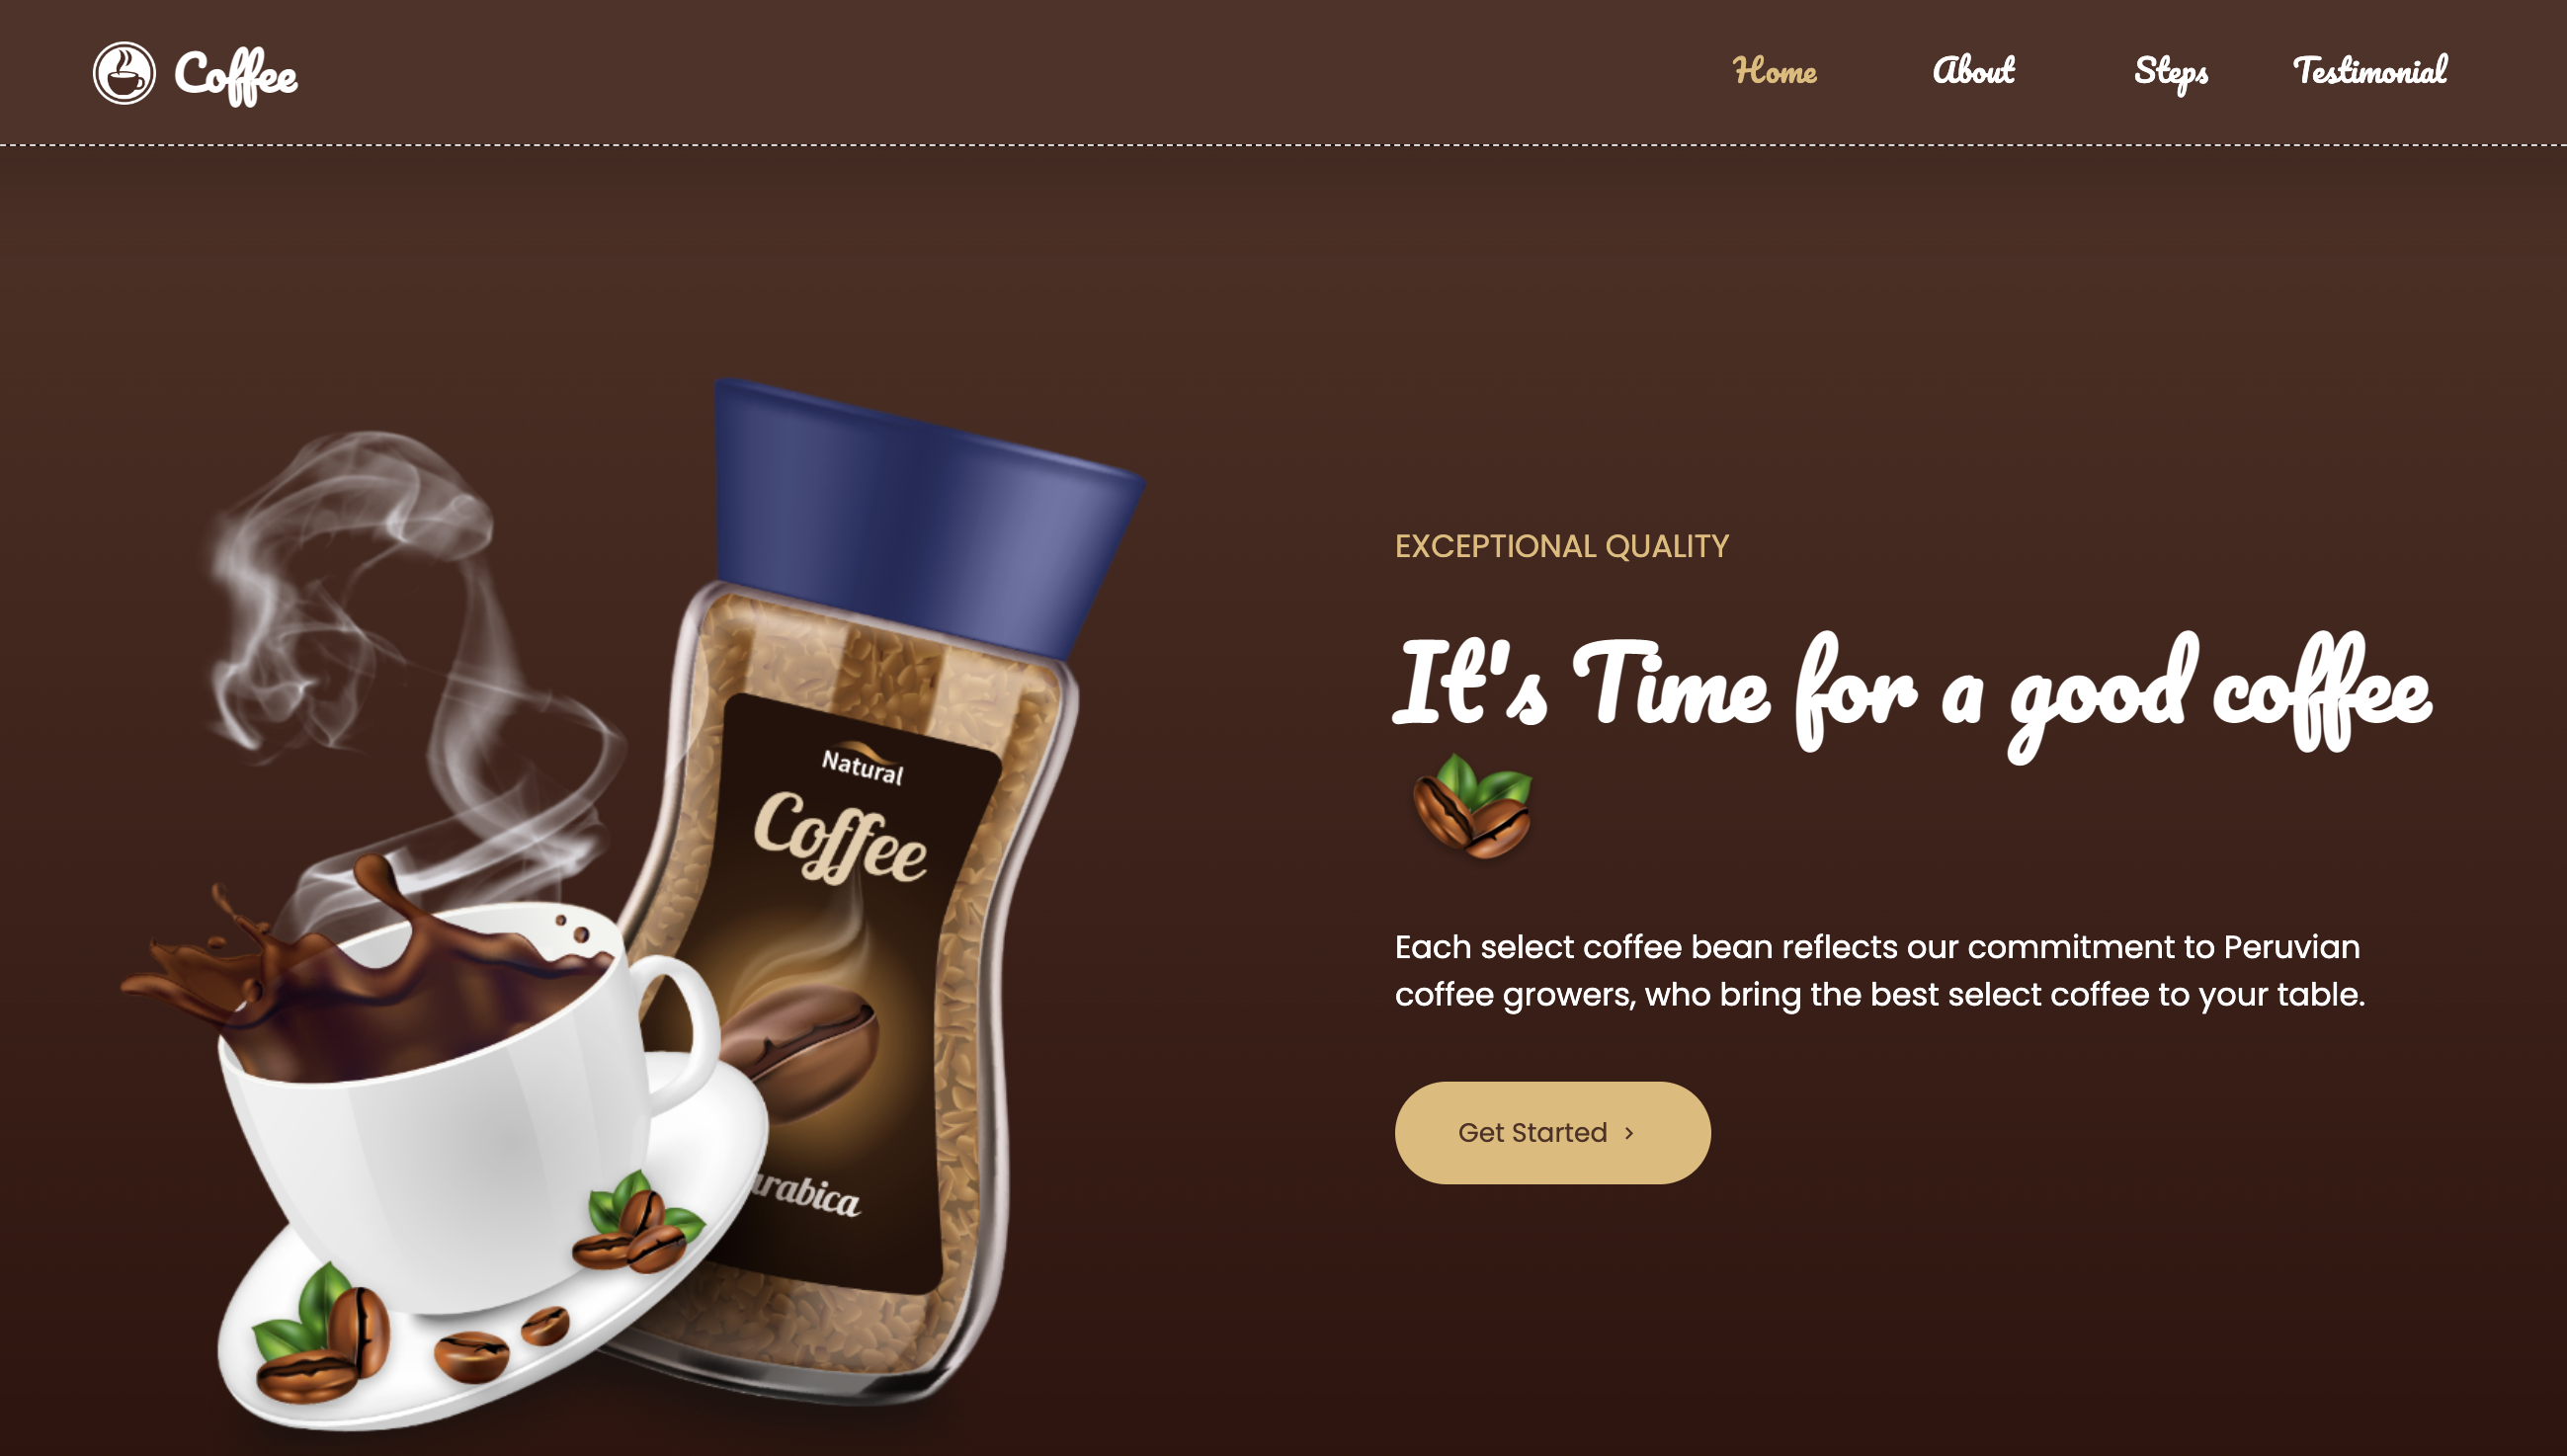 Coffee
Home
About
Steps
Testimonial
Natural
Coffee
EXCEPTIONAL QUALITY
It's Time for a good coffee
Each select coffee bean reflects our commitment to Peruvian
coffee growers, who bring the best select coffee to your table.
Get Started